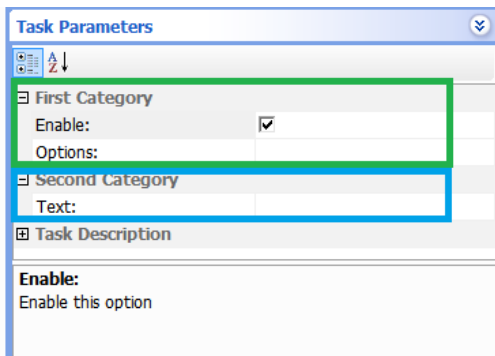 Task Parameters
A Z
First Category
Enable:
Options:
Second Category
Text:
Task Description
Enable:
Enable this option